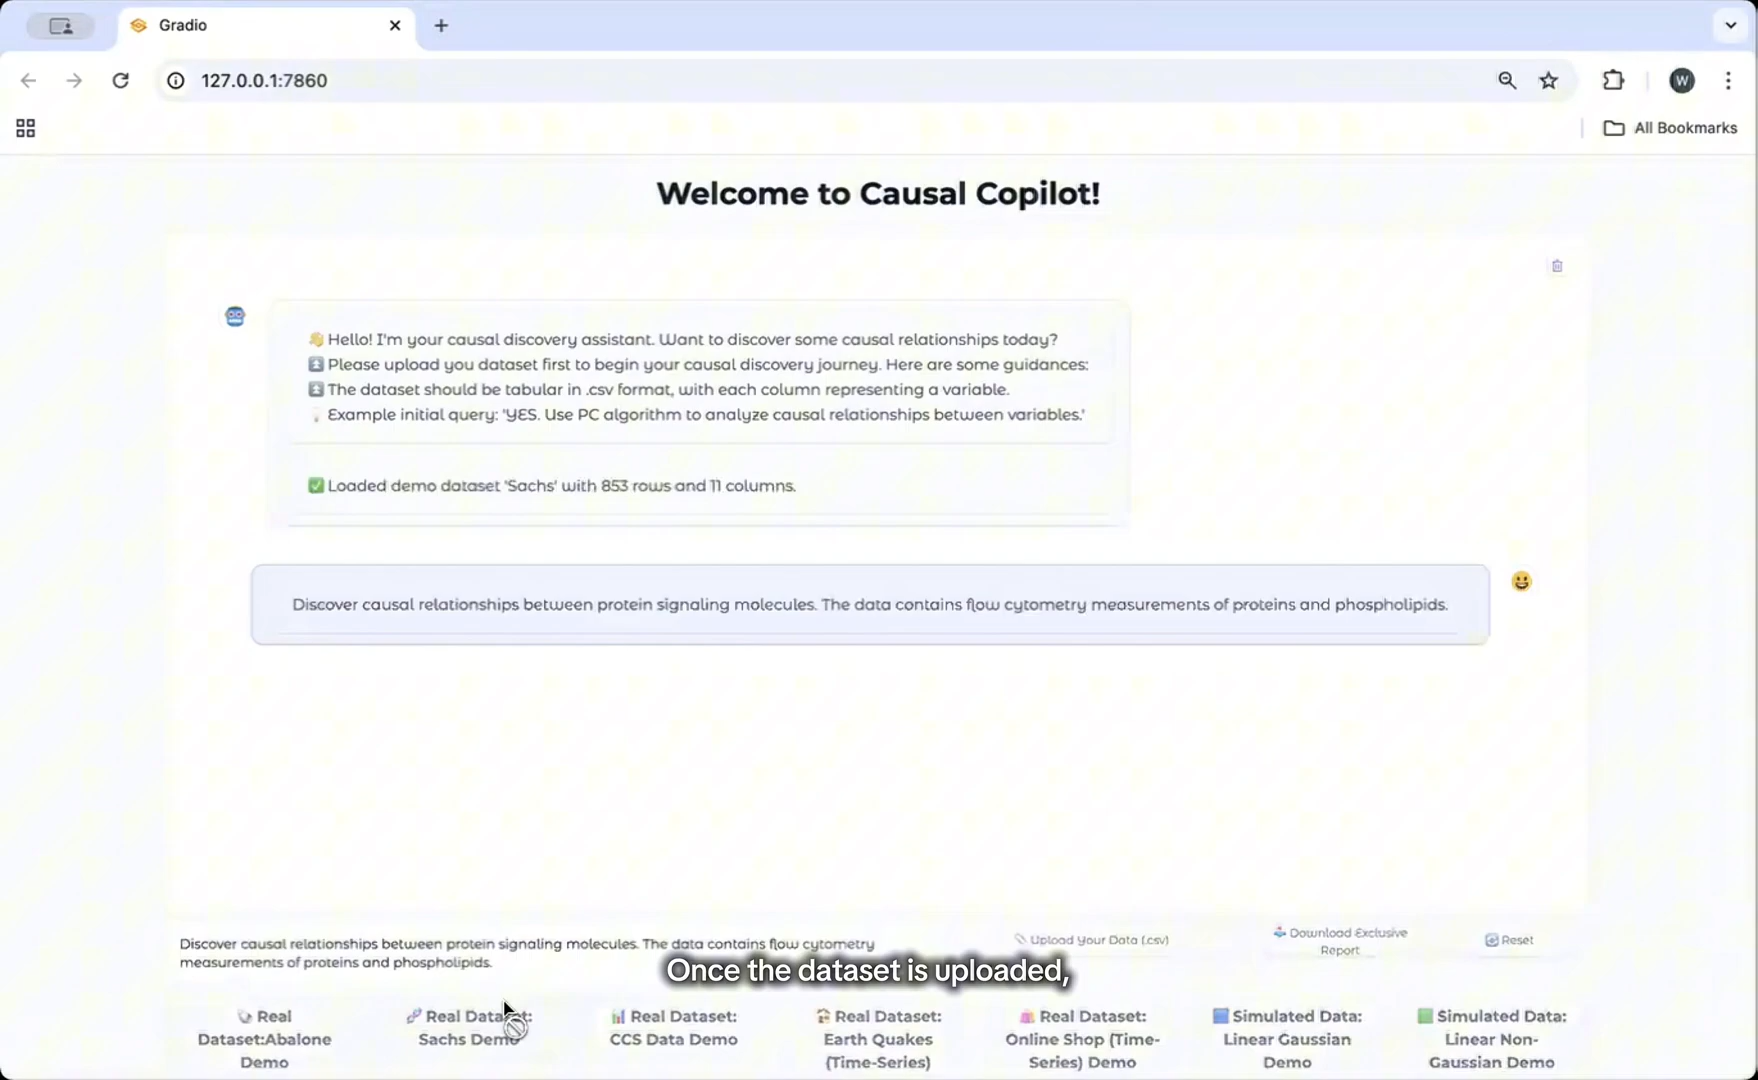 Gradio
127.0.0.1:7860
W
All Bookmarks
Welcome to Causal Copilot!
Hello! I'm your causal discovery assistant. Want to discover some causal relationships today?
Please upload you dataset first to begin your causal discovery journey. Here are some guidances:
The dataset should be tabular in .csv format, with each column representing a variable.
Example initial query: 'YES. Use PC algorithm to analyze causal relationships between variables.'
Loaded demo dataset 'Sachs' with 853 rows and 11 columns.
Discover causal relationships between protein signaling molecules. The data contains flow cytometry measurements of proteins and phospholipids.
Discover causal relationships between protein signaling molecules. The data contains flow cytometry
measurements of proteins and phospholipids.
Upload Your Data (.csv)
Download Exclusive
Report
Reset
Once the dataset is uploaded,
Real
Dataset:Abalone
Demo
Real Dataset:
Sachs Demo
Real Dataset:
CCS Data Demo
Real Dataset:
Earth Quakes
(Time-Series)
Real Dataset:
Online Shop (Time-
Series) Demo
Simulated Data:
Linear Gaussian
Demo
Simulated Data:
Linear Non-
Gaussian Demo